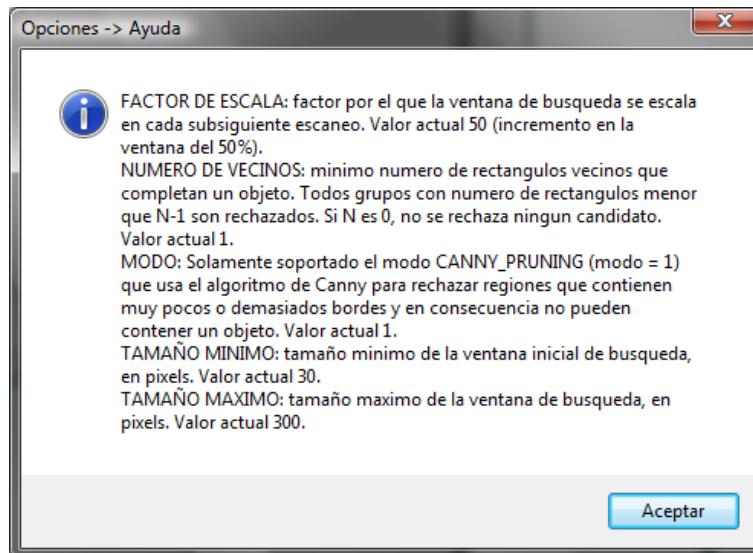 Opciones -> Ayuda
FACTOR DE ESCALA: factor por el que la ventana de busqueda se escala
en cada subsiguiente escaneo. Valor actual 50 (incremento en la
ventana del 50%).
NUMERO DE VECINOS: minimo numero de rectangulos vecinos que
completan un objeto. Todos grupos con numero de rectangulos menor
que N-1 son rechazados. Si N es 0, no se rechaza ningun candidato.
Valor actual 1.
MODO: Solamente soportado el modo CANNY_PRUNING (modo = 1)
que usa el algoritmo de Canny para rechazar regiones que contienen
muy pocos o demasiados bordes y en consecuencia no pueden
contener un objeto. Valor actual 1.
TAMAÑO MINIMO: tamaño minimo de la ventana inicial de busqueda,
en pixels. Valor actual 30.
TAMAÑO MAXIMO: tamaño maximo de la ventana de busqueda, en
pixels. Valor actual 300.
Aceptar